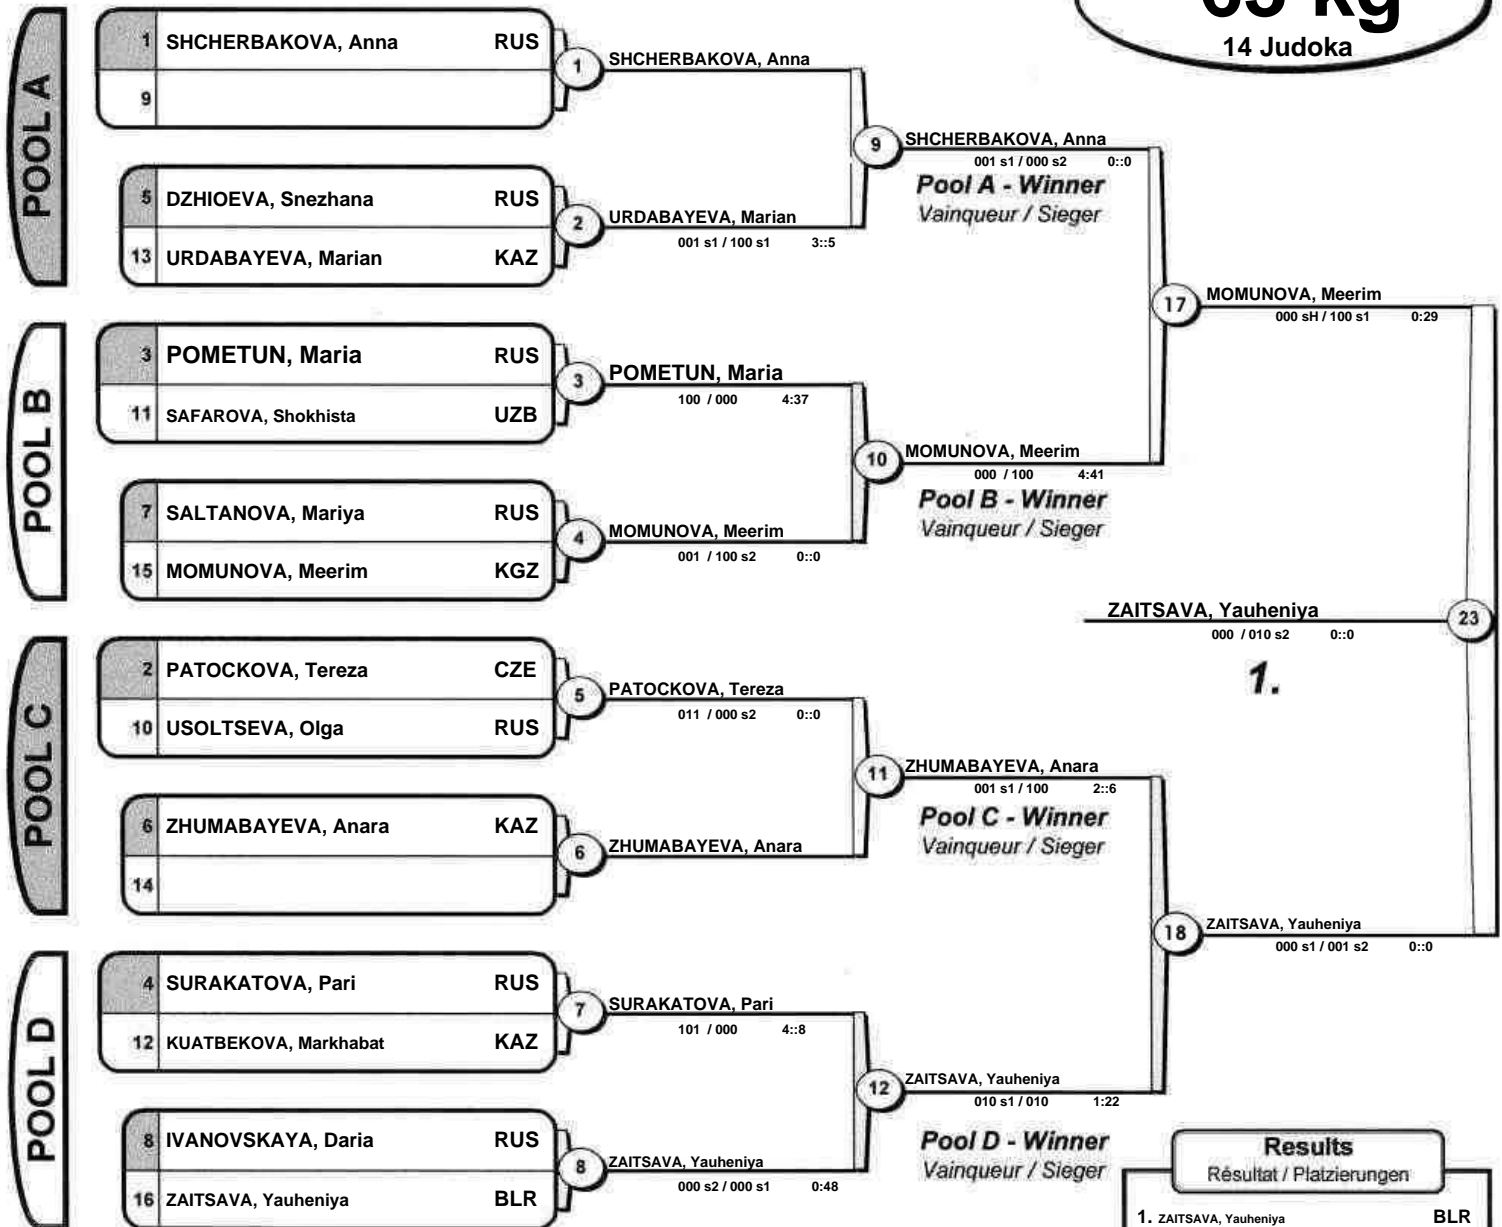 63 kg
14 Judoka
POOL A
1 SHCHERBAKOVA, Anna RUS
9
1 SHCHERBAKOVA, Anna
5 DZHIOEVA, Snezhana RUS
13 URDABAYEVA, Marian KAZ
2 URDABAYEVA, Marian
001 s1 / 100 s1 3::5
9 SHCHERBAKOVA, Anna
001 s1 / 000 s2 0::0
Pool A - Winner
Vainqueur / Sieger
POOL B
3 POMETUN, Maria RUS
11 SAFAROVA, Shokhista UZB
3 POMETUN, Maria
100 / 000 4:37
7 SALTANOVA, Mariya RUS
15 MOMUNOVA, Meerim KGZ
4 MOMUNOVA, Meerim
001 / 100 s2 0::0
10 MOMUNOVA, Meerim
000 / 100 4:41
Pool B - Winner
Vainqueur / Sieger
17 MOMUNOVA, Meerim
000 sH / 100 s1 0:29
ZAITSAVA, Yauheniya 23
000 / 010 s2 0::0
1.
POOL C
2 PATOCKOVA, Tereza CZE
10 USOLTSEVA, Olga RUS
5 PATOCKOVA, Tereza
011 / 000 s2 0::0
6 ZHUMABAYEVA, Anara KAZ
14
6 ZHUMABAYEVA, Anara
11 ZHUMABAYEVA, Anara
001 s1 / 100 2::6
Pool C - Winner
Vainqueur / Sieger
18 ZAITSAVA, Yauheniya
000 s1 / 001 s2 0::0
POOL D
4 SURAKATOVA, Pari RUS
12 KUATBEKOVA, Markhabat KAZ
7 SURAKATOVA, Pari
101 / 000 4::8
8 IVANOVSKAYA, Daria RUS
16 ZAITSAVA, Yauheniya BLR
8 ZAITSAVA, Yauheniya
000 s2 / 000 s1 0:48
12 ZAITSAVA, Yauheniya
010 s1 / 010 1:22
Pool D - Winner
Vainqueur / Sieger
Results
Résultat / Platzierungen
1. ZAITSAVA, Yauheniya BLR